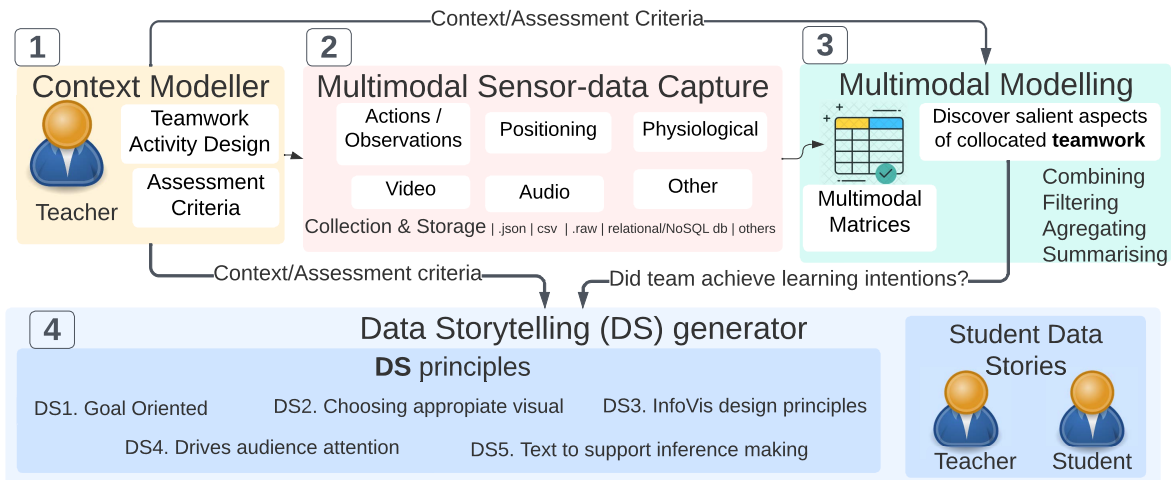 Context/Assessment Criteria
1
Context Modeller
Teamwork
Activity Design
Assessment
Criteria
Teacher
2
Multimodal Sensor-data Capture
Actions /
Observations
Positioning
Physiological
Video
Audio
Other
Collection & Storage | .json | csv | .raw | relational/NoSQL db | others
3
Multimodal Modelling
Discover salient aspects
of collocated teamwork
Multimodal
Matrices
Combining
Filtering
Agregating
Summarising
Context/Assessment criteria
Did team achieve learning intentions?
4
Data Storytelling (DS) generator
DS principles
DS1. Goal Oriented
DS2. Choosing appropiate visual
DS3. InfoVis design principles
DS4. Drives audience attention
DS5. Text to support inference making
Student Data
Stories
Teacher
Student